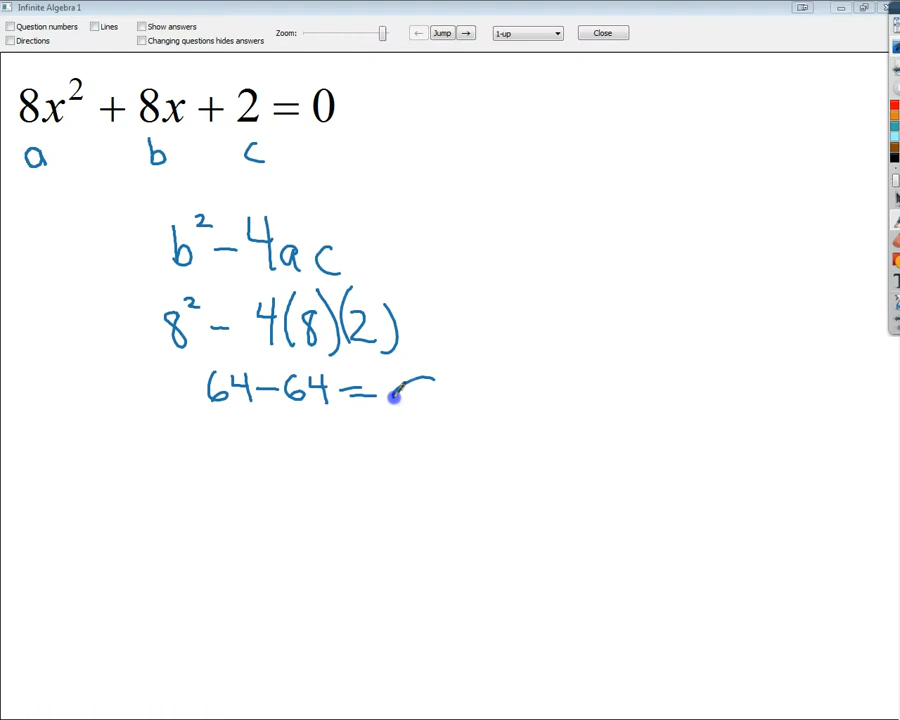 Infinite Algebra 1
Question numbers Lines Show answers
Directions Changing questions hides answers
Zoom: Jump 1-up Close
8x² + 8x + 2 = 0
a b c
b² - 4ac
8² - 4(8)(2)
64-64=